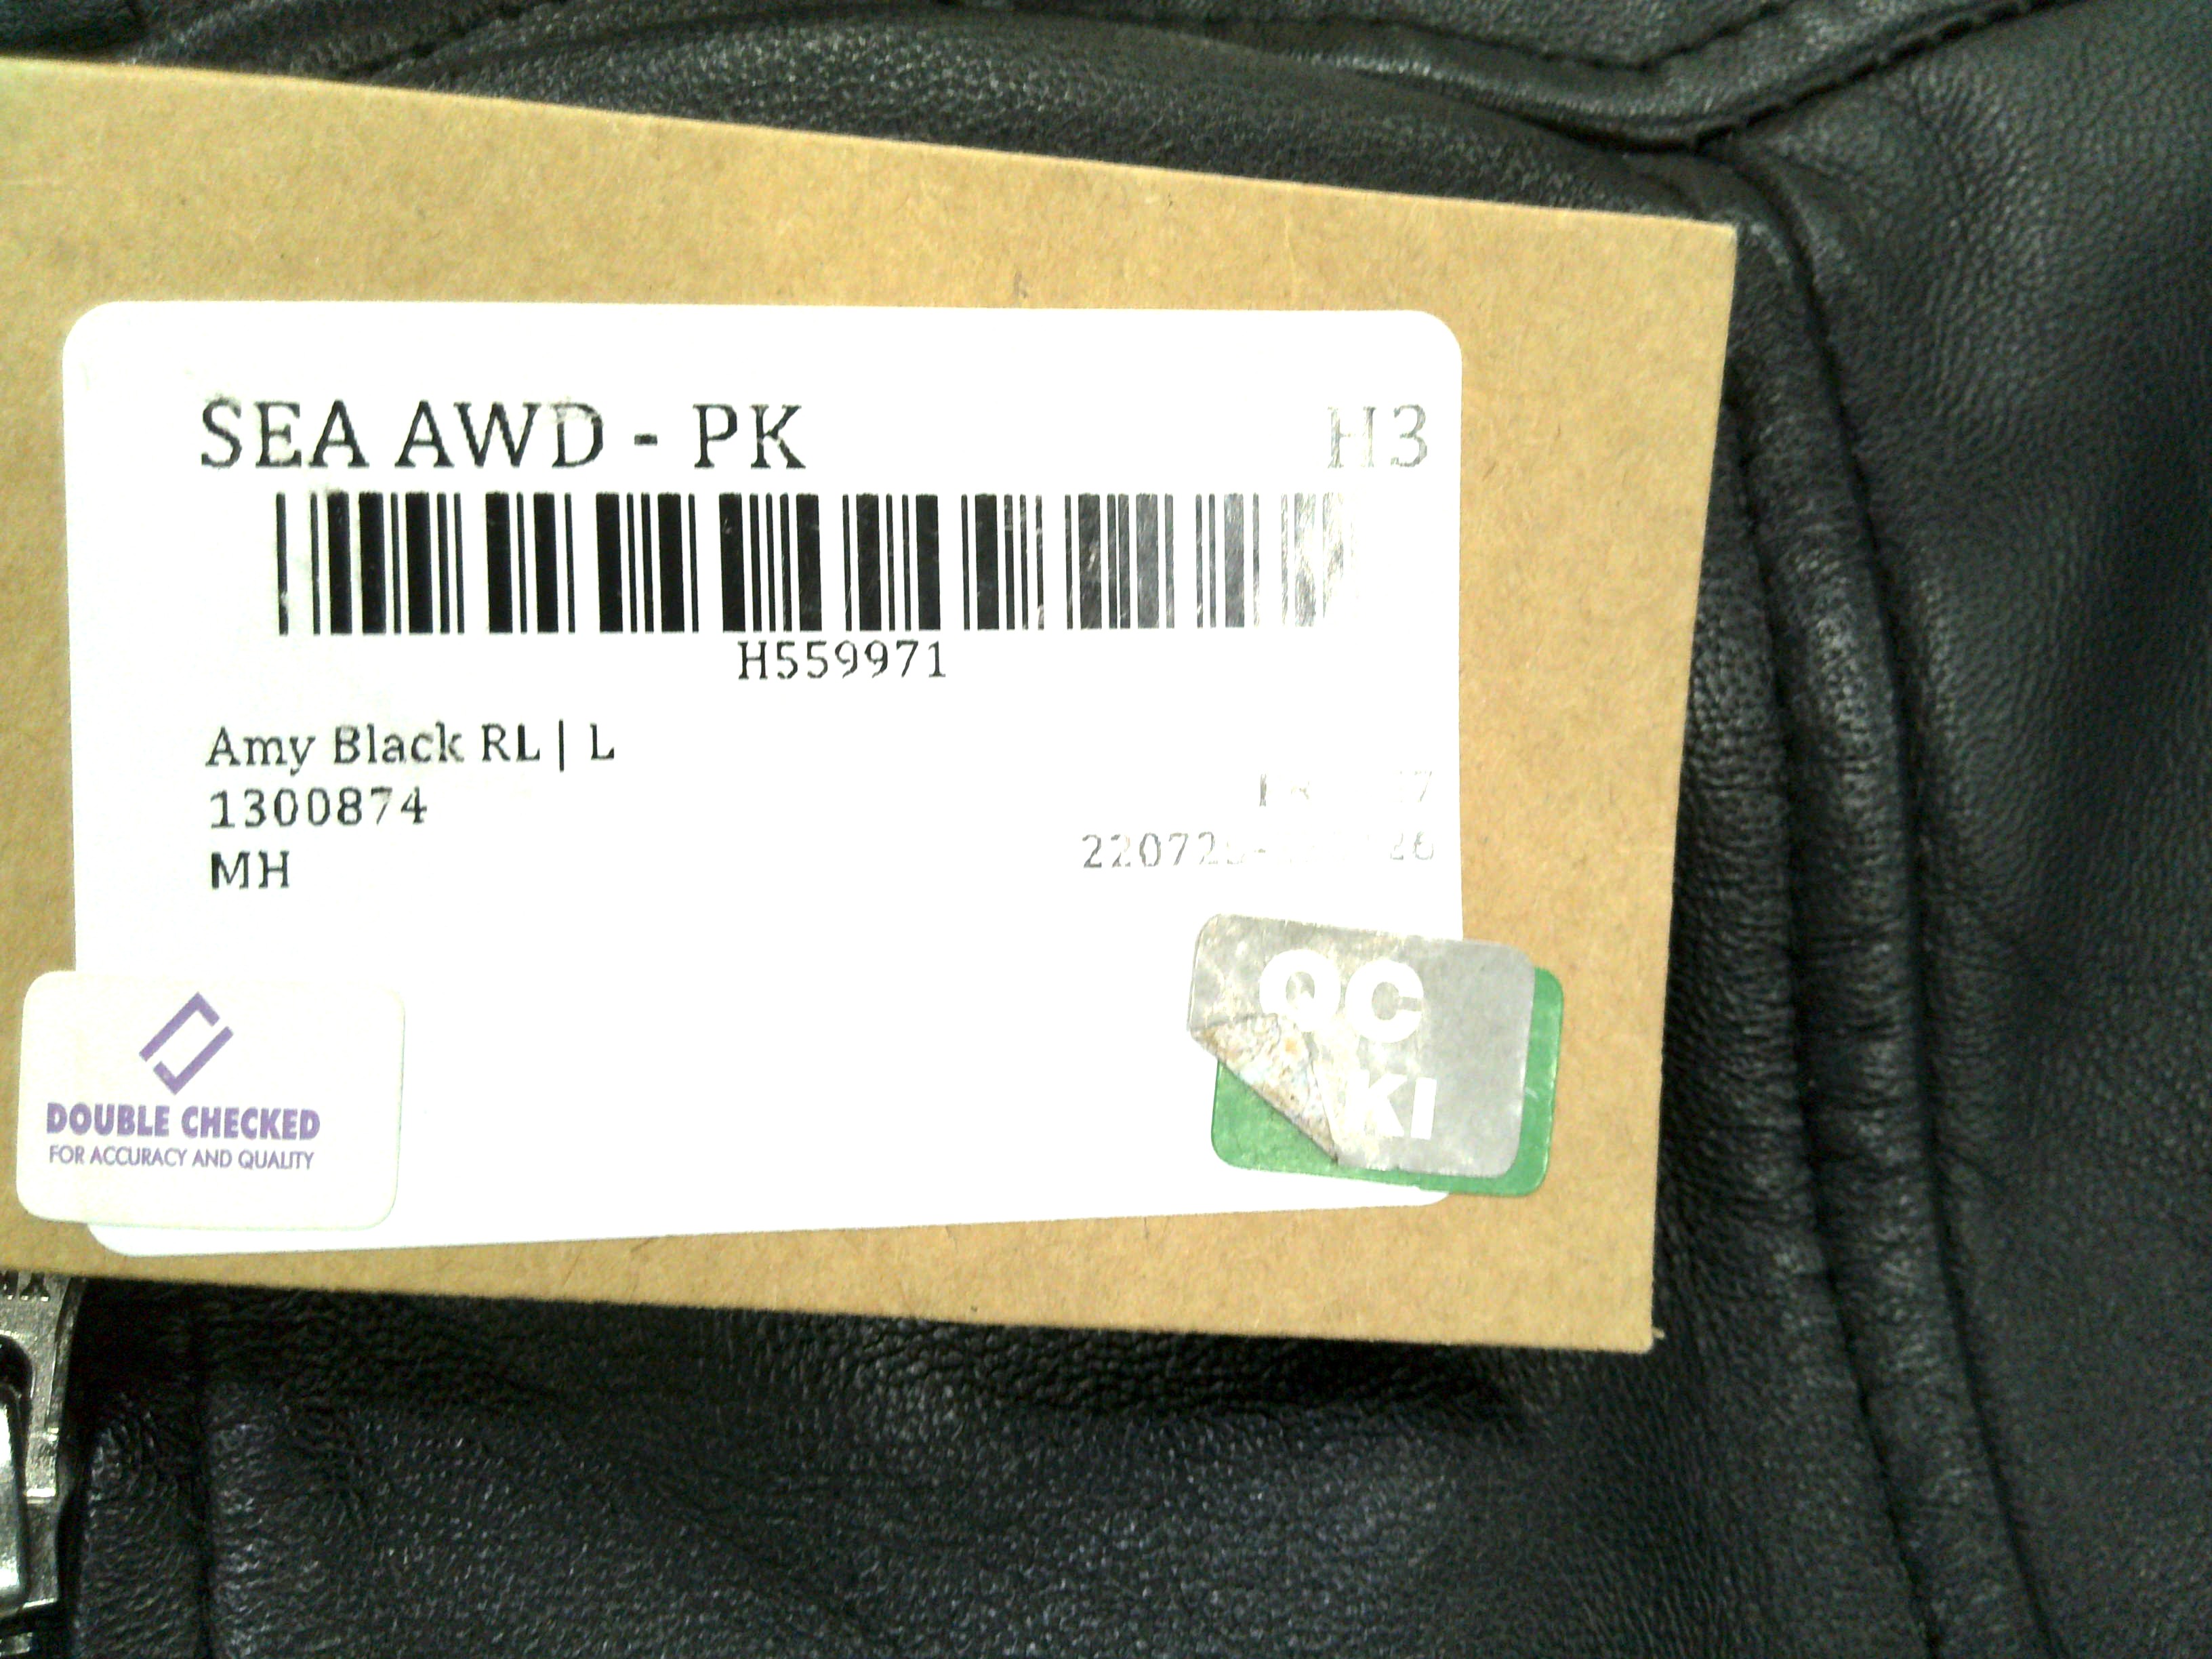 SEA AWD - PK H3
H559971
Amy Black RL | L
1300874
MH
DOUBLE CHECKED
FOR ACCURACY AND QUALITY
QC
KI